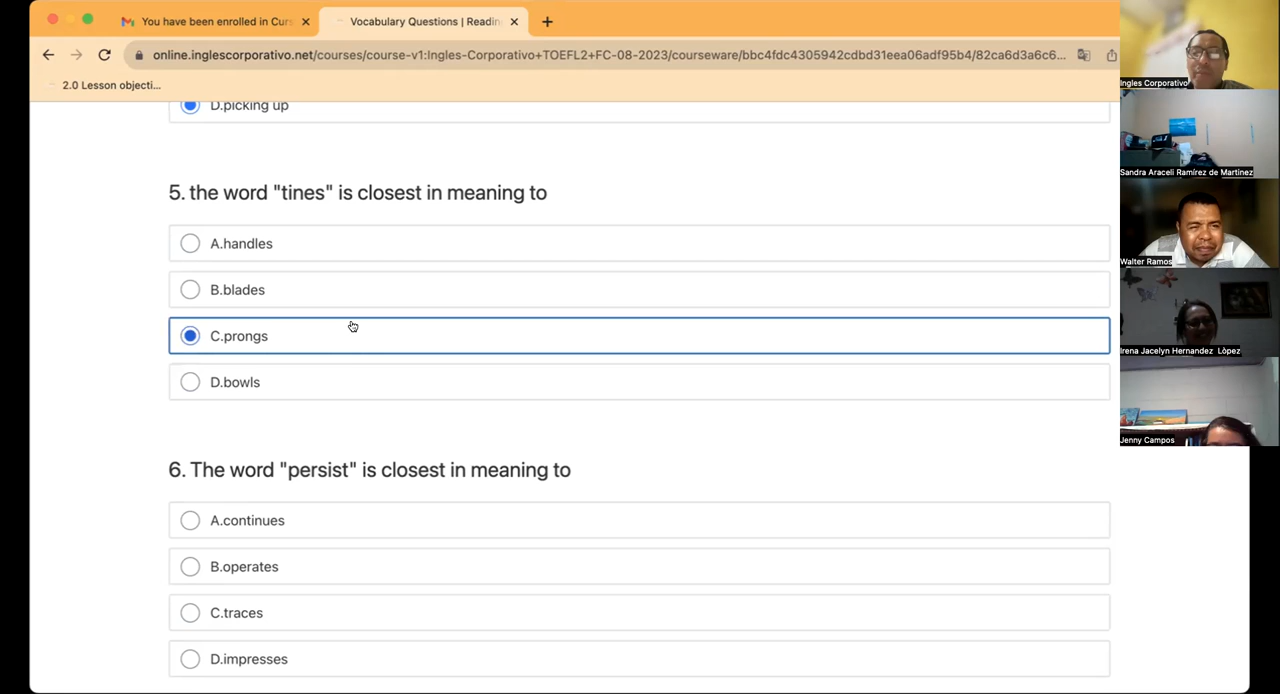 You have been enrolled in Curs
Vocabulary Questions | Readin
online.inglescorporativo.net/courses/course-v1:Ingles-Corporativo+TOEFL2+FC-08-2023/courseware/bbc4fdc4305942cdbd31eea06adf95b4/82ca6d3a6c6...
2.0 Lesson objecti...
D.picking up
5. the word "tines" is closest in meaning to
A.handles
B.blades
C.prongs
D.bowls
6. The word "persist" is closest in meaning to
A.continues
B.operates
C.traces
D.impresses
Ingles Corporativo
Sandra Araceli Ramírez de Martinez
Walter Ramos
Irena Jacelyn Hernandez Lòpez
Jenny Campos